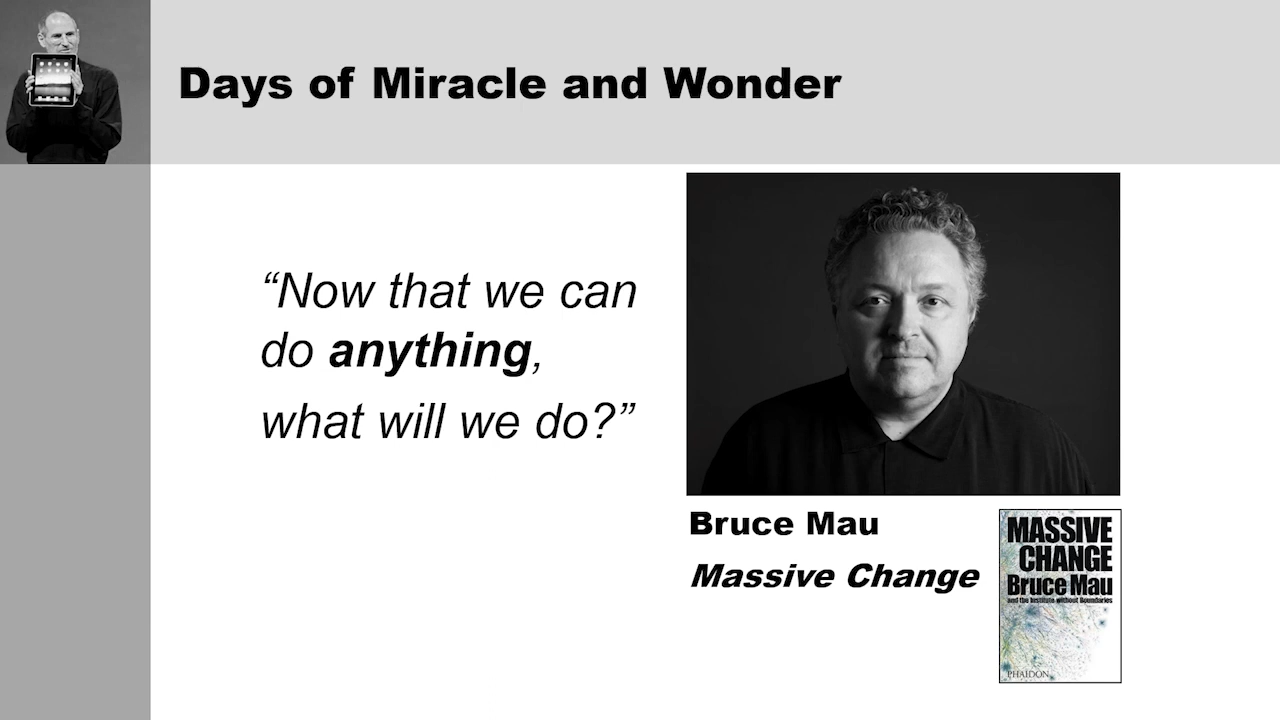 Days of Miracle and Wonder
“Now that we can
do anything,
what will we do?”
Bruce Mau
Massive Change
MASSIVE
CHANGE
Bruce Mau
and the Institute without Boundaries
PHAIDON